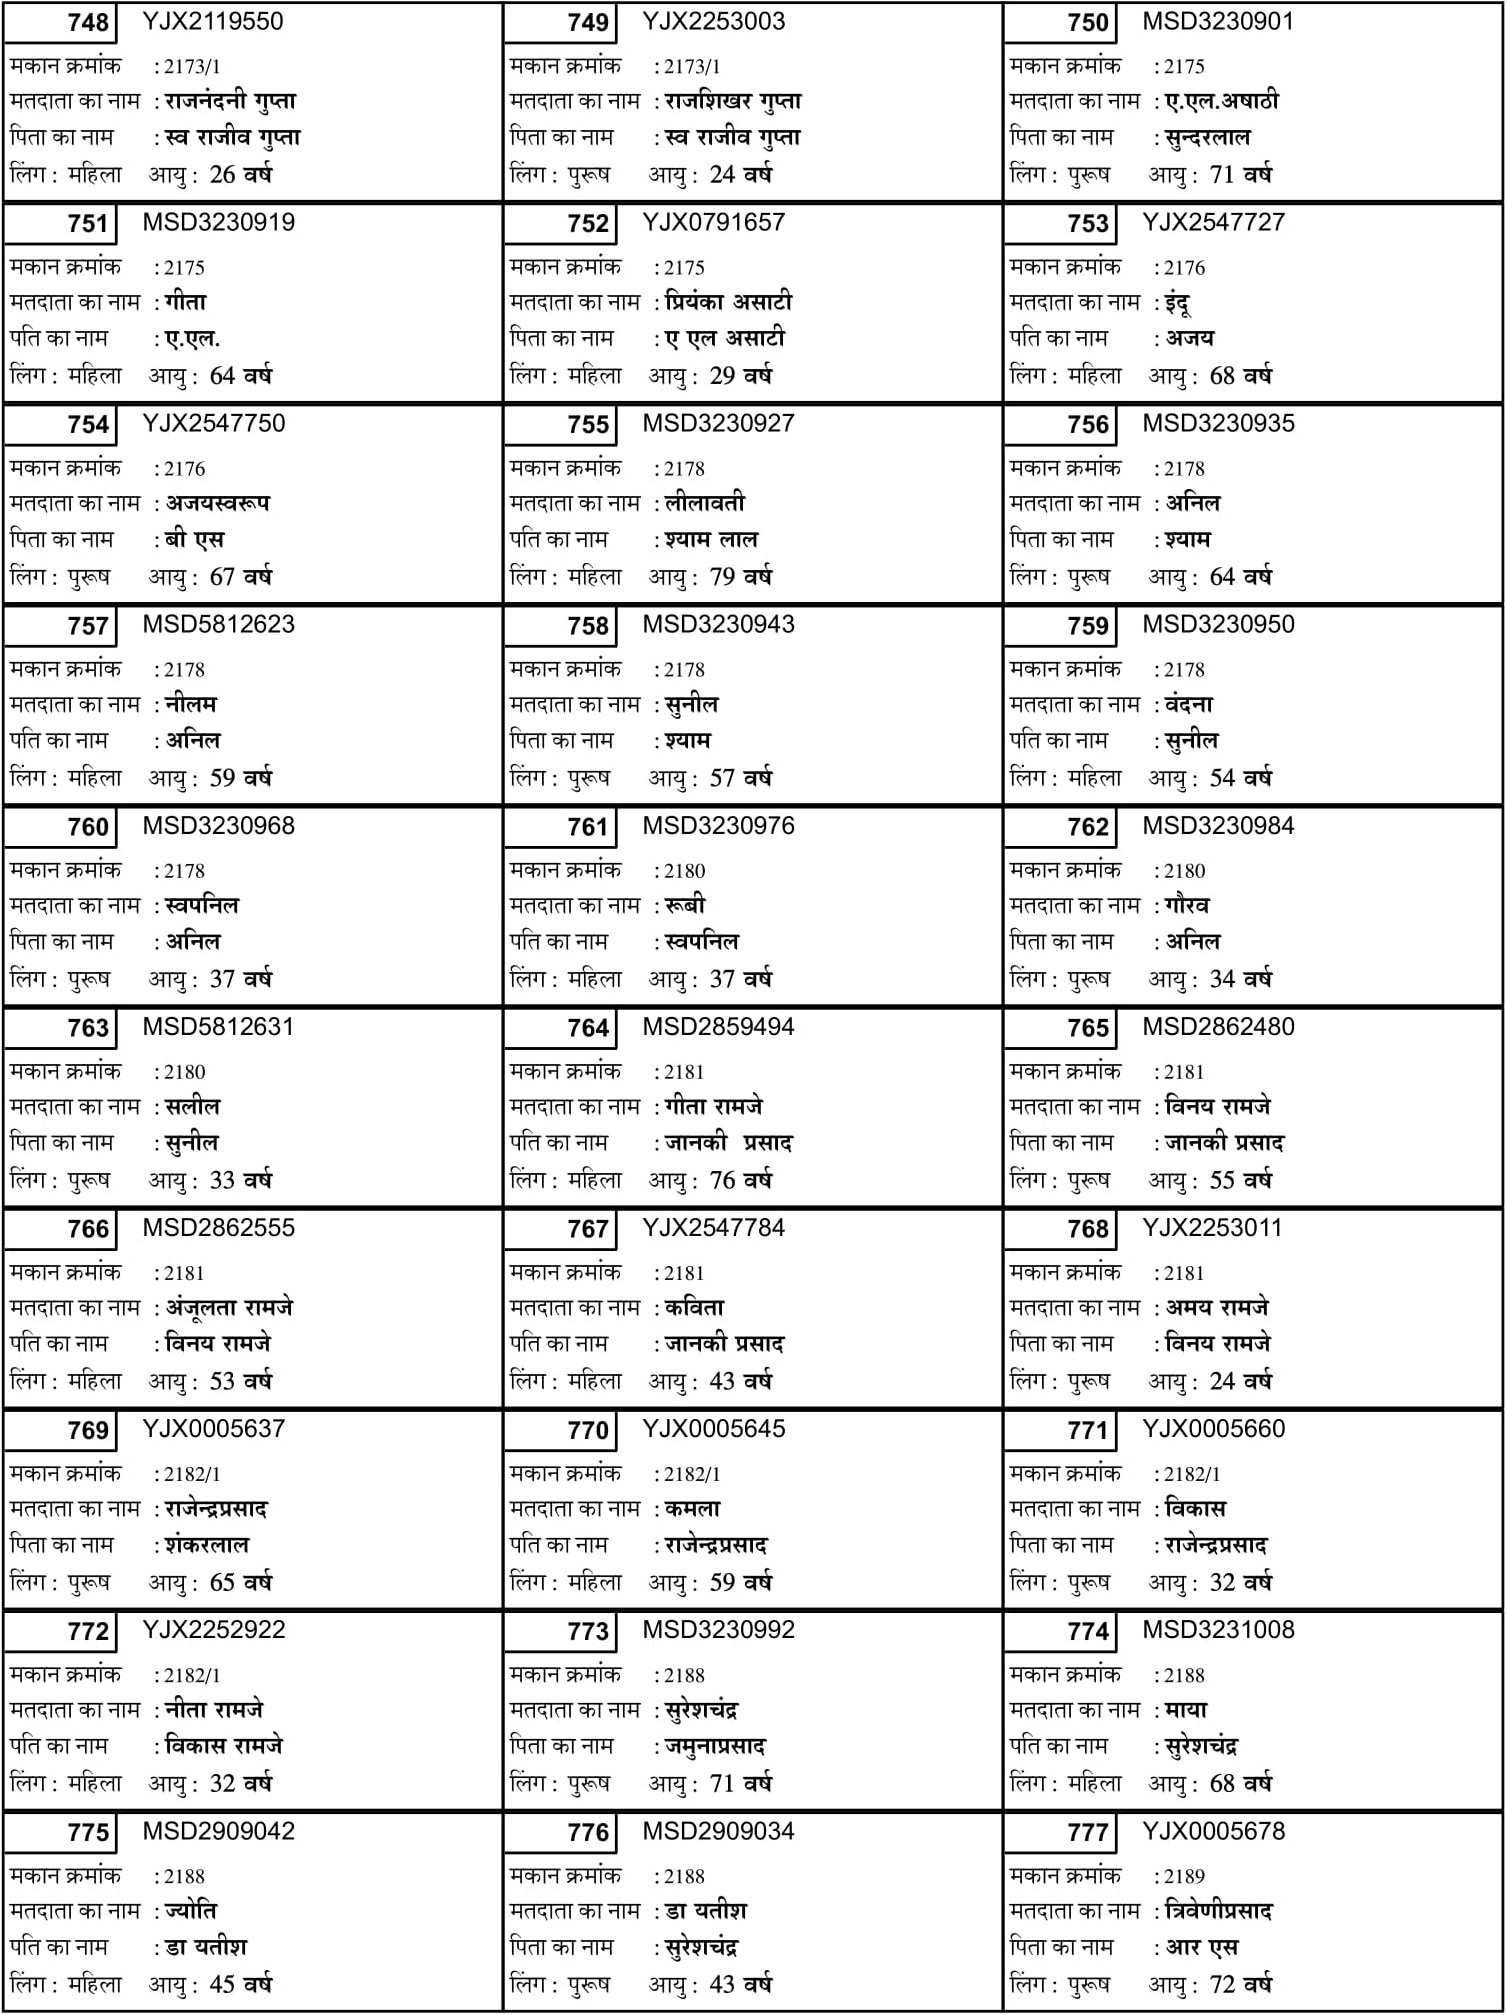 748 YJX2119550
मकान क्रमांक : 2173/1
मतदाता का नाम : राजनंदनी गुप्ता
पिता का नाम : स्व राजीव गुप्ता
लिंग : महिला आयु : 26 वर्ष
749 YJX2253003
मकान क्रमांक : 2173/1
मतदाता का नाम : राजशिखर गुप्ता
पिता का नाम : स्व राजीव गुप्ता
लिंग : पुरूष आयु : 24 वर्ष
750 MSD3230901
मकान क्रमांक : 2175
मतदाता का नाम : ए.एल.अषाठी
पिता का नाम : सुन्दरलाल
लिंग : पुरूष आयु : 71 वर्ष
751 MSD3230919
मकान क्रमांक : 2175
मतदाता का नाम : गीता
पति का नाम : ए.एल.
लिंग : महिला आयु : 64 वर्ष
752 YJX0791657
मकान क्रमांक : 2175
मतदाता का नाम : प्रियंका असाटी
पिता का नाम : ए एल असाटी
लिंग : महिला आयु : 29 वर्ष
753 YJX2547727
मकान क्रमांक : 2176
मतदाता का नाम : इंदू
पति का नाम : अजय
लिंग : महिला आयु : 68 वर्ष
754 YJX2547750
मकान क्रमांक : 2176
मतदाता का नाम : अजयस्वरूप
पिता का नाम : बी एस
लिंग : पुरूष आयु : 67 वर्ष
755 MSD3230927
मकान क्रमांक : 2178
मतदाता का नाम : लीलावती
पति का नाम : श्याम लाल
लिंग : महिला आयु : 79 वर्ष
756 MSD3230935
मकान क्रमांक : 2178
मतदाता का नाम : अनिल
पिता का नाम : श्याम
लिंग : पुरूष आयु : 64 वर्ष
757 MSD5812623
मकान क्रमांक : 2178
मतदाता का नाम : नीलम
पति का नाम : अनिल
लिंग : महिला आयु : 59 वर्ष
758 MSD3230943
मकान क्रमांक : 2178
मतदाता का नाम : सुनील
पिता का नाम : श्याम
लिंग : पुरूष आयु : 57 वर्ष
759 MSD3230950
मकान क्रमांक : 2178
मतदाता का नाम : वंदना
पति का नाम : सुनील
लिंग : महिला आयु : 54 वर्ष
760 MSD3230968
मकान क्रमांक : 2178
मतदाता का नाम : स्वपनिल
पिता का नाम : अनिल
लिंग : पुरूष आयु : 37 वर्ष
761 MSD3230976
मकान क्रमांक : 2180
मतदाता का नाम : रूबी
पति का नाम : स्वपनिल
लिंग : महिला आयु : 37 वर्ष
762 MSD3230984
मकान क्रमांक : 2180
मतदाता का नाम : गौरव
पिता का नाम : अनिल
लिंग : पुरूष आयु : 34 वर्ष
763 MSD5812631
मकान क्रमांक : 2180
मतदाता का नाम : सलील
पिता का नाम : सुनील
लिंग : पुरूष आयु : 33 वर्ष
764 MSD2859494
मकान क्रमांक : 2181
मतदाता का नाम : गीता रामजे
पति का नाम : जानकी प्रसाद
लिंग : महिला आयु : 76 वर्ष
765 MSD2862480
मकान क्रमांक : 2181
मतदाता का नाम : विनय रामजे
पिता का नाम : जानकी प्रसाद
लिंग : पुरूष आयु : 55 वर्ष
766 MSD2862555
मकान क्रमांक : 2181
मतदाता का नाम : अंजूलता रामजे
पति का नाम : विनय रामजे
लिंग : महिला आयु : 53 वर्ष
767 YJX2547784
मकान क्रमांक : 2181
मतदाता का नाम : कविता
पति का नाम : जानकी प्रसाद
लिंग : महिला आयु : 43 वर्ष
768 YJX2253011
मकान क्रमांक : 2181
मतदाता का नाम : अमय रामजे
पिता का नाम : विनय रामजे
लिंग : पुरूष आयु : 24 वर्ष
769 YJX0005637
मकान क्रमांक : 2182/1
मतदाता का नाम : राजेन्द्रप्रसाद
पिता का नाम : शंकरलाल
लिंग : पुरूष आयु : 65 वर्ष
770 YJX0005645
मकान क्रमांक : 2182/1
मतदाता का नाम : कमला
पति का नाम : राजेन्द्रप्रसाद
लिंग : महिला आयु : 59 वर्ष
771 YJX0005660
मकान क्रमांक : 2182/1
मतदाता का नाम : विकास
पिता का नाम : राजेन्द्रप्रसाद
लिंग : पुरूष आयु : 32 वर्ष
772 YJX2252922
मकान क्रमांक : 2182/1
मतदाता का नाम : नीता रामजे
पति का नाम : विकास रामजे
लिंग : महिला आयु : 32 वर्ष
773 MSD3230992
मकान क्रमांक : 2188
मतदाता का नाम : सुरेशचंद्र
पिता का नाम : जमुनाप्रसाद
लिंग : पुरूष आयु : 71 वर्ष
774 MSD3231008
मकान क्रमांक : 2188
मतदाता का नाम : माया
पति का नाम : सुरेशचंद्र
लिंग : महिला आयु : 68 वर्ष
775 MSD2909042
मकान क्रमांक : 2188
मतदाता का नाम : ज्योति
पति का नाम : डा यतीश
लिंग : महिला आयु : 45 वर्ष
776 MSD2909034
मकान क्रमांक : 2188
मतदाता का नाम : डा यतीश
पिता का नाम : सुरेशचंद्र
लिंग : पुरूष आयु : 43 वर्ष
777 YJX0005678
मकान क्रमांक : 2189
मतदाता का नाम : त्रिवेणीप्रसाद
पिता का नाम : आर एस
लिंग : पुरूष आयु : 72 वर्ष